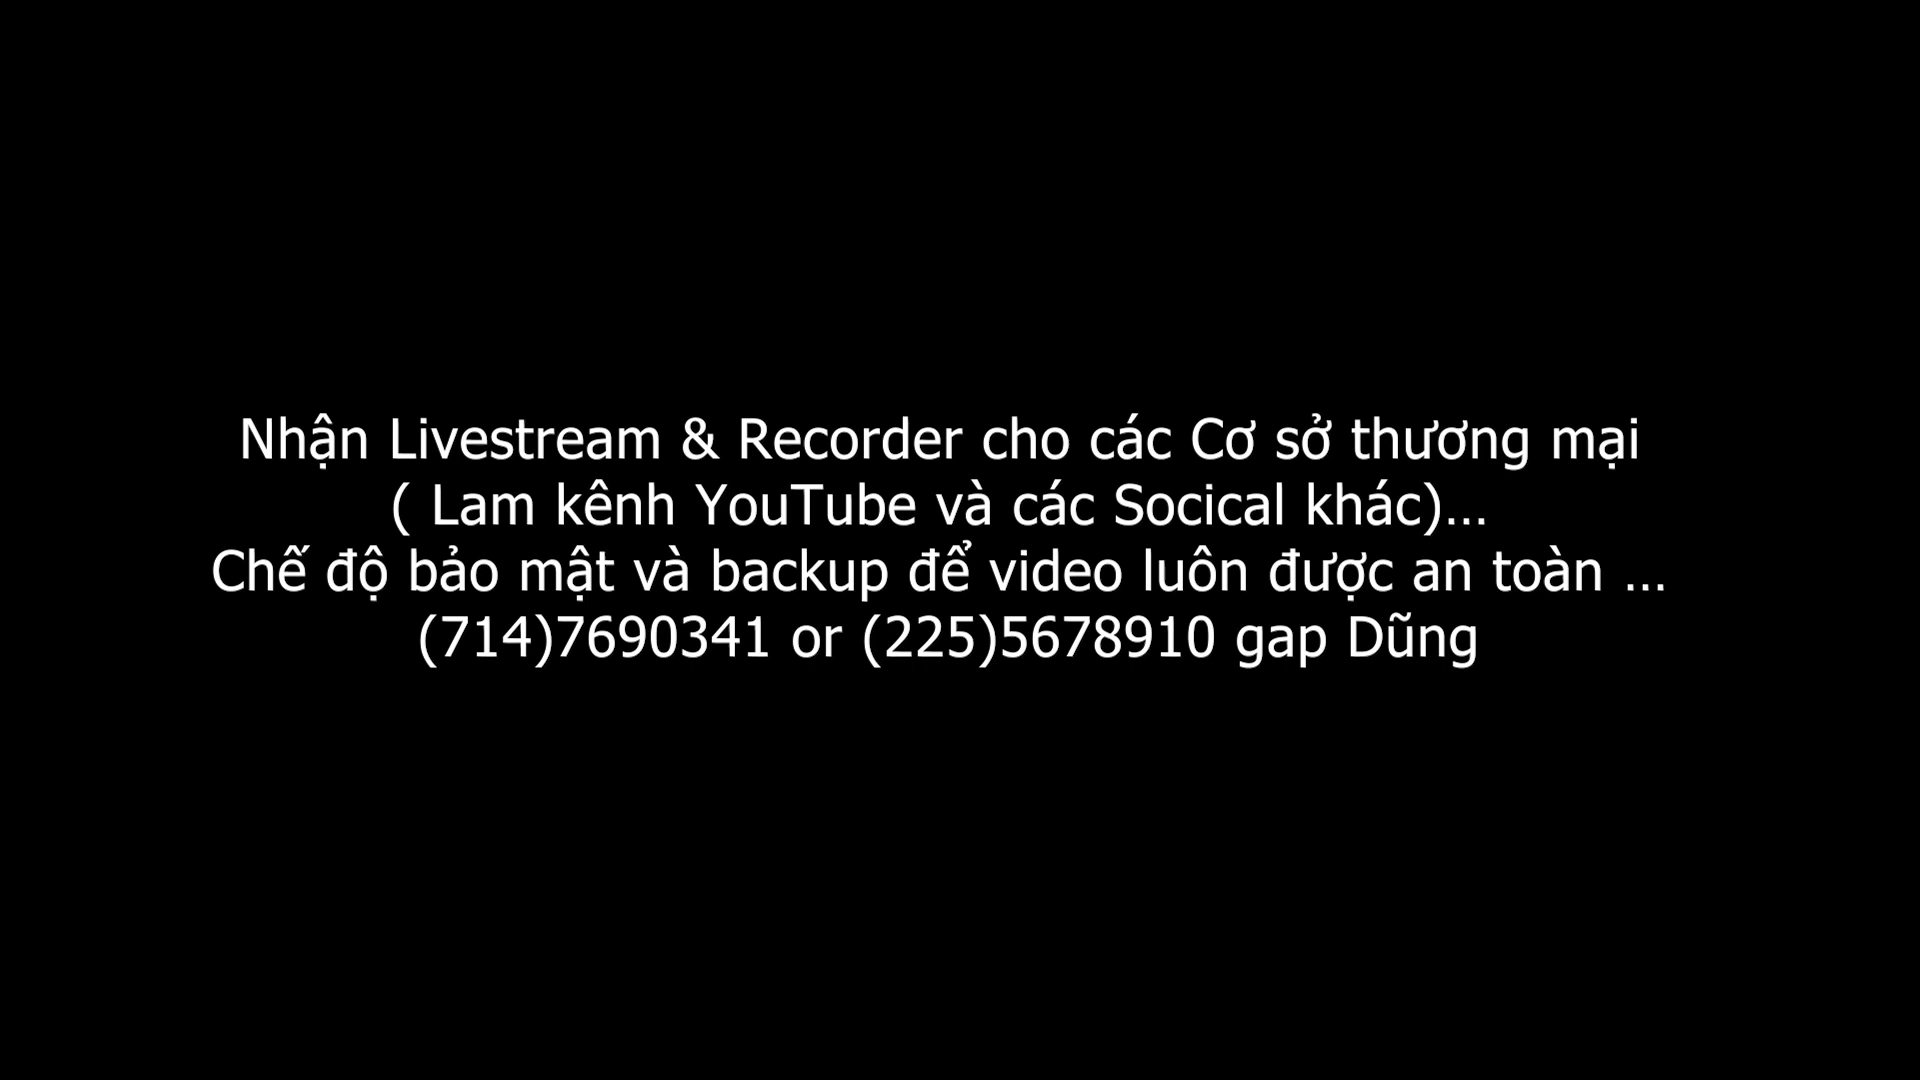 Nhận Livestream & Recorder cho các Cơ sở thương mại
( Lam kênh YouTube và các Socical khác)...
Chế độ bảo mật và backup để video luôn được an toàn ...
(714)7690341 or (225)5678910 gap Dũng